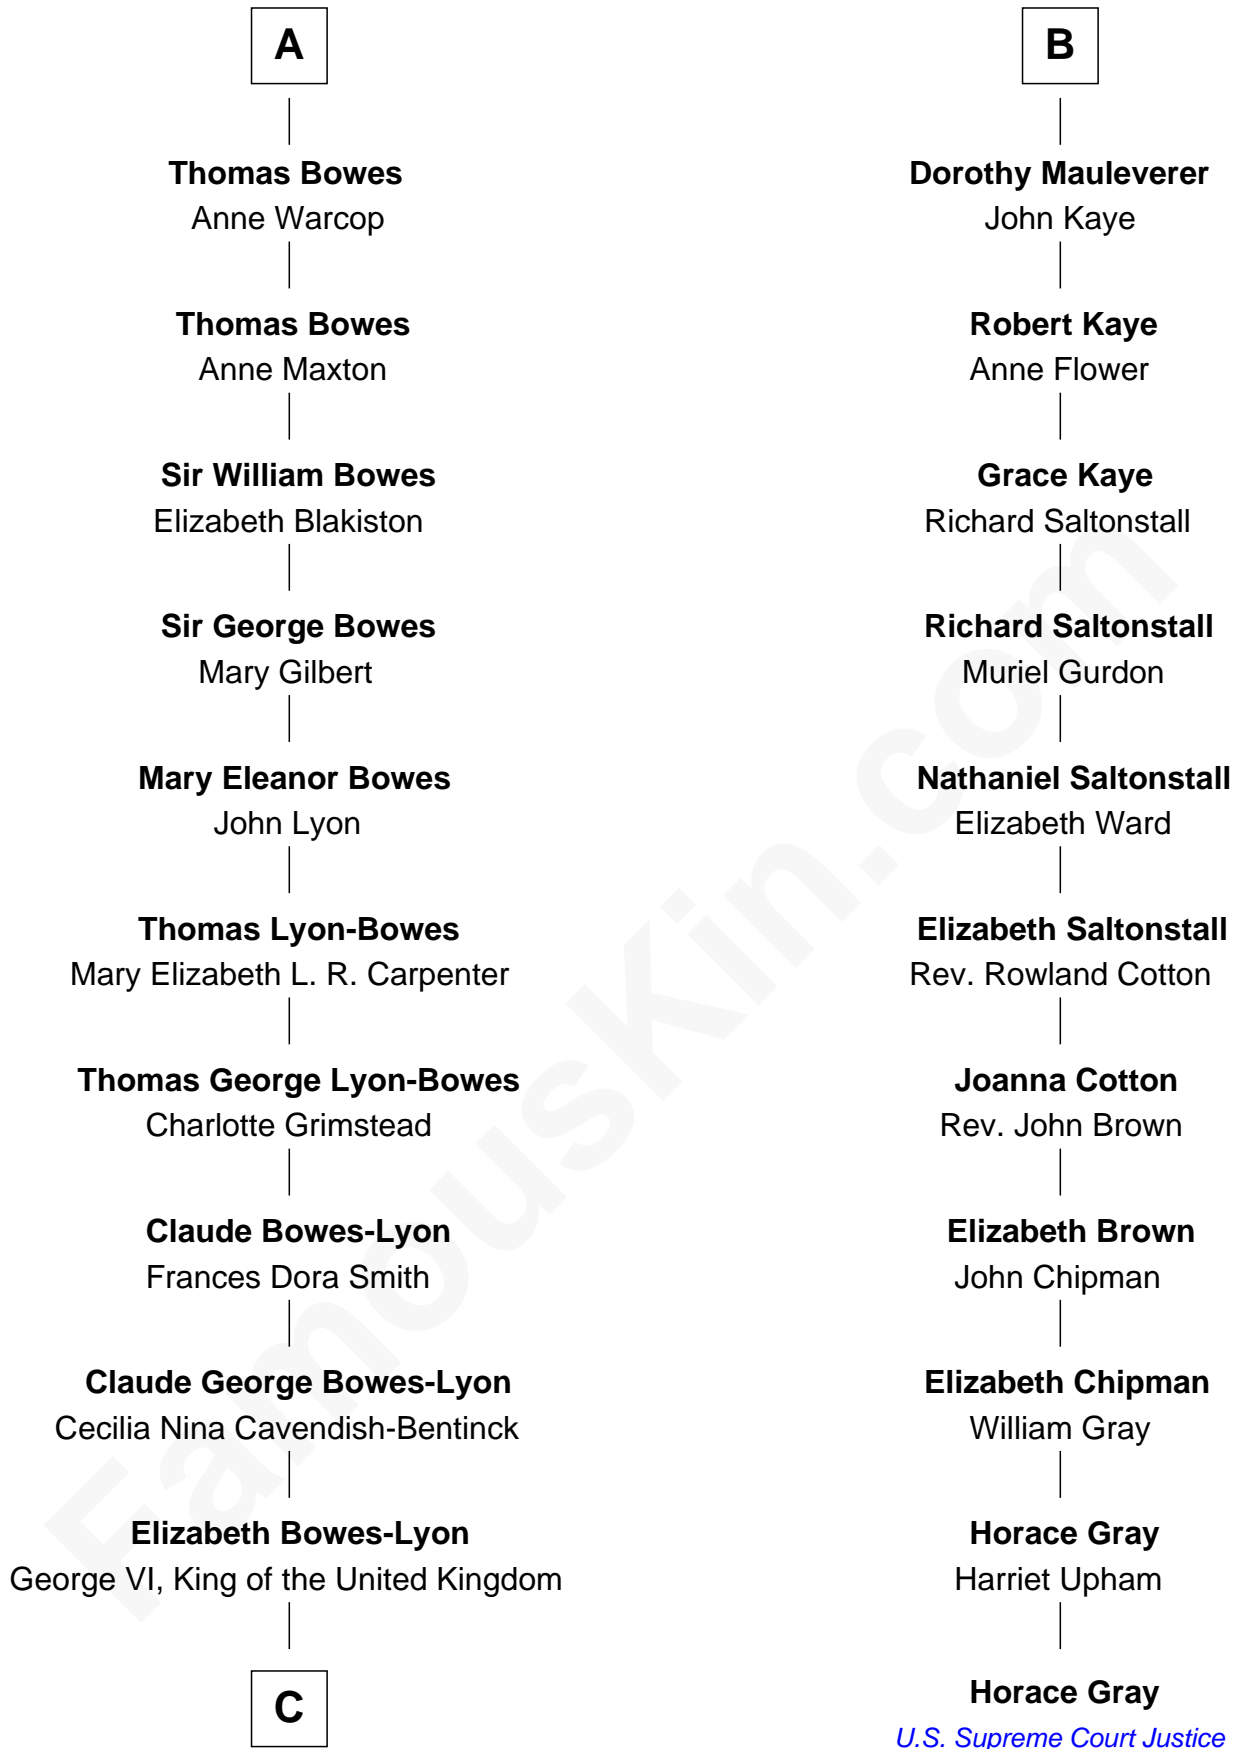 A
Thomas Bowes
Anne Warcop
Thomas Bowes
Anne Maxton
Sir William Bowes
Elizabeth Blakiston
Sir George Bowes
Mary Gilbert
Mary Eleanor Bowes
John Lyon
Thomas Lyon-Bowes
Mary Elizabeth L. R. Carpenter
Thomas George Lyon-Bowes
Charlotte Grimstead
Claude Bowes-Lyon
Frances Dora Smith
Claude George Bowes-Lyon
Cecilia Nina Cavendish-Bentinck
Elizabeth Bowes-Lyon
George VI, King of the United Kingdom
C
B
Dorothy Mauleverer
John Kaye
Robert Kaye
Anne Flower
Grace Kaye
Richard Saltonstall
Richard Saltonstall
Muriel Gurdon
Nathaniel Saltonstall
Elizabeth Ward
Elizabeth Saltonstall
Rev. Rowland Cotton
Joanna Cotton
Rev. John Brown
Elizabeth Brown
John Chipman
Elizabeth Chipman
William Gray
Horace Gray
Harriet Upham
Horace Gray
U.S. Supreme Court Justice
FamousKin.com